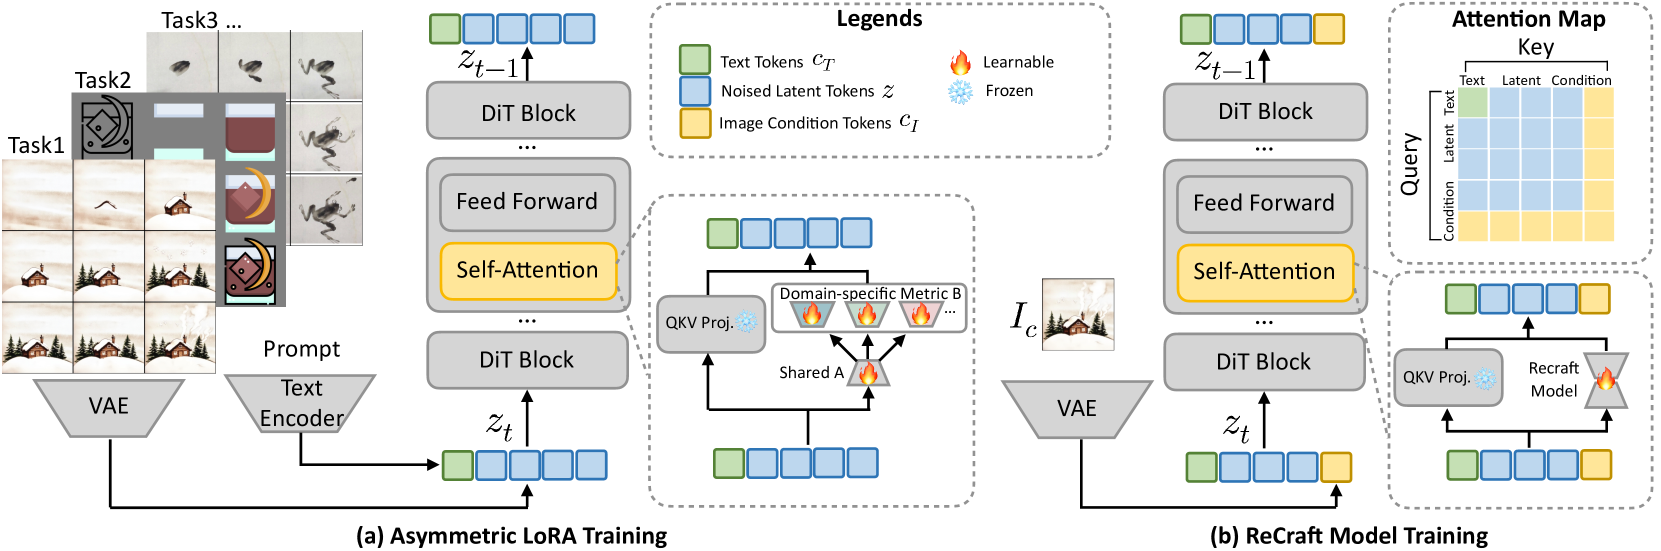 Task3 ...
Task2
Task1
Prompt
VAE
Text
Encoder
z_{t-1}
DiT Block
...
Feed Forward
Self-Attention
...
DiT Block
z_t
Legends
Text Tokens c_T
Noised Latent Tokens z
Image Condition Tokens c_I
Learnable
Frozen
Domain-specific Metric B
...
QKV Proj.
Shared A
(a) Asymmetric LoRA Training
I_c
VAE
z_{t-1}
DiT Block
...
Feed Forward
Self-Attention
...
DiT Block
z_t
Attention Map
Key
Text Latent Condition
Query
Text
Latent
Condition
QKV Proj.
Recraft
Model
(b) ReCraft Model Training